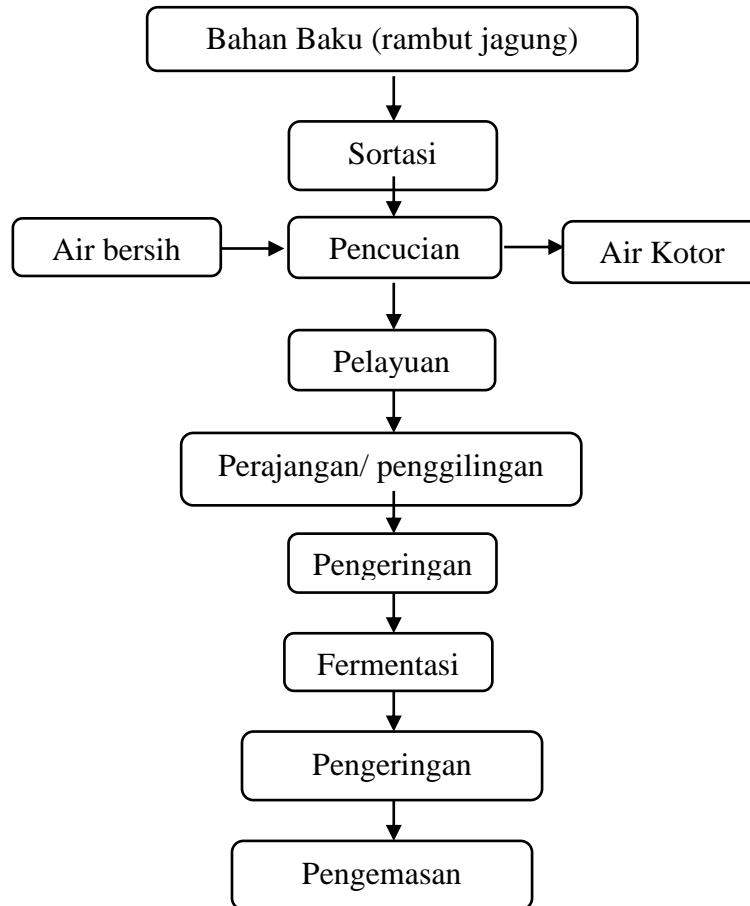 Bahan Baku (rambut jagung)
Sortasi
Air bersih
Pencucian
Air Kotor
Pelayuan
Perajangan/ penggilingan
Pengeringan
Fermentasi
Pengeringan
Pengemasan